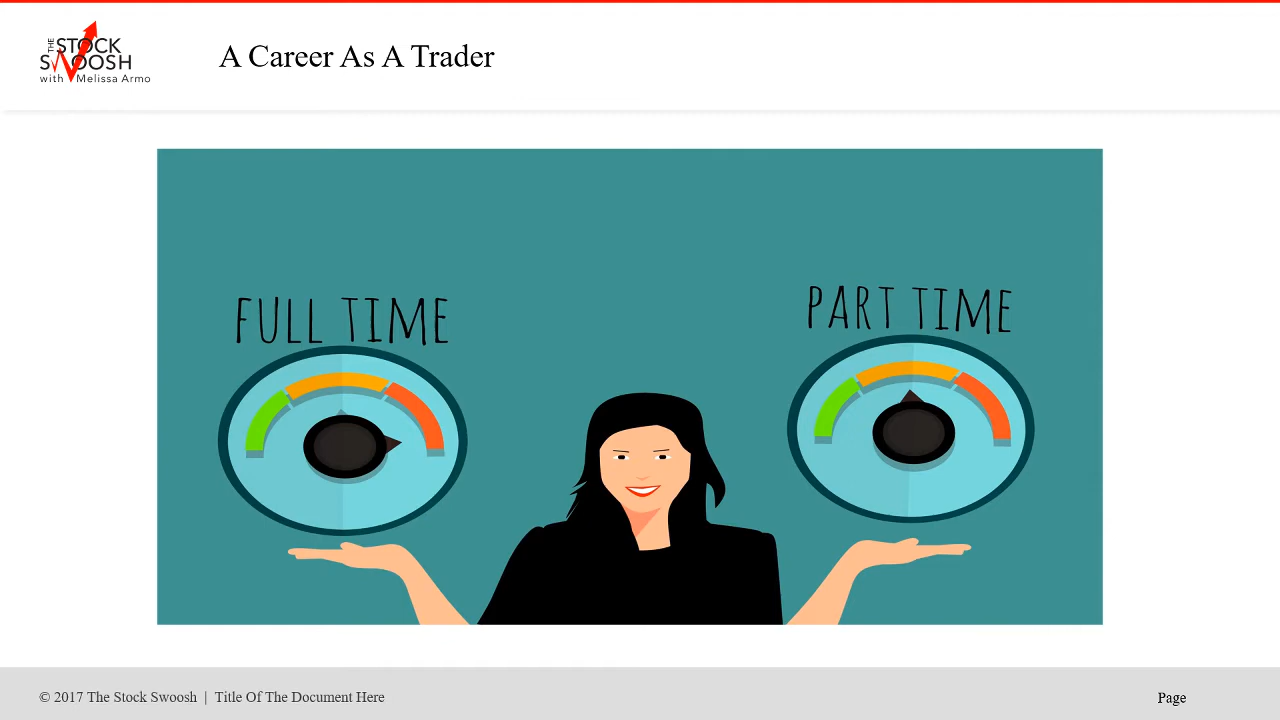 THE
STOCK
SWOOSH
with Melissa Armo
A Career As A Trader
FULL TIME
PART TIME
© 2017 The Stock Swoosh | Title Of The Document Here
Page